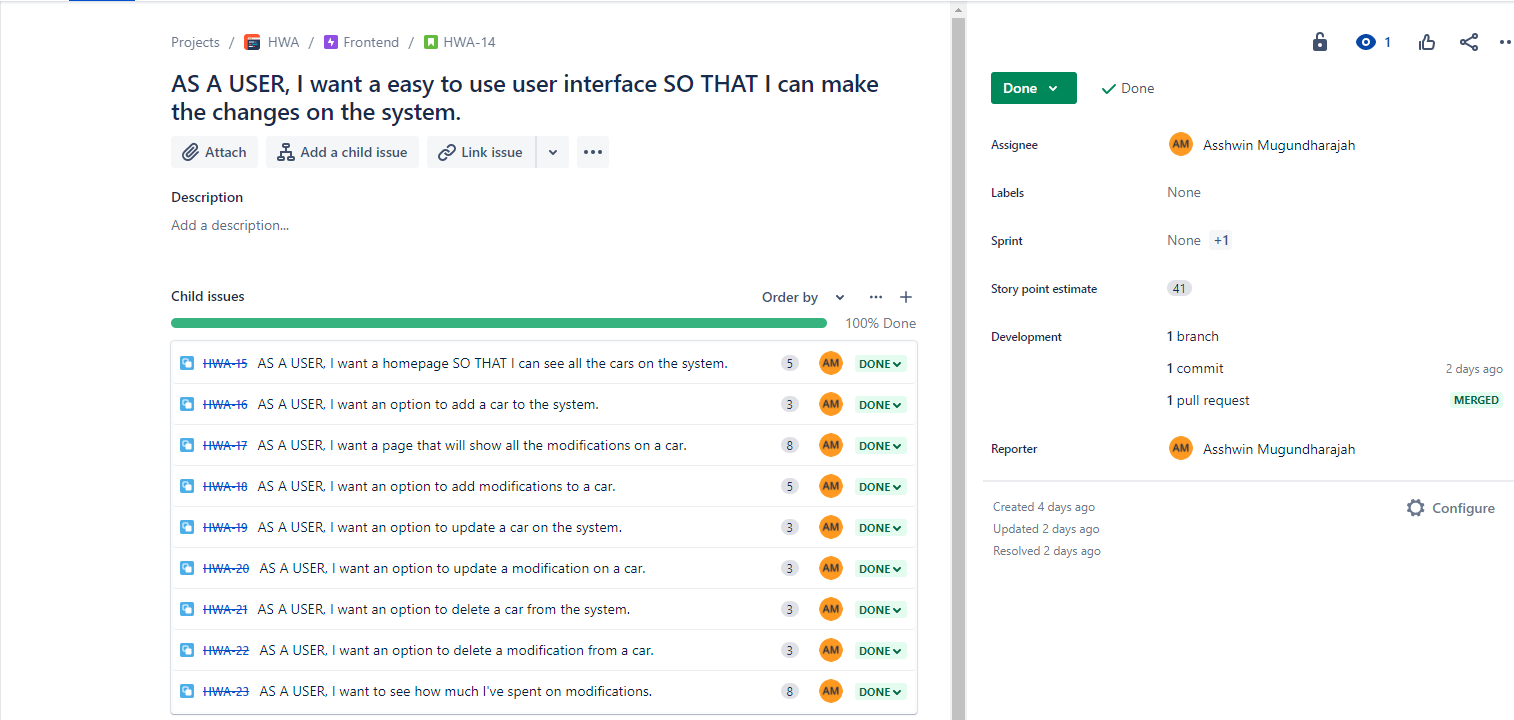 Projects / HWA / Frontend / HWA-14
AS A USER, I want a easy to use user interface SO THAT I can make
the changes on the system.
Attach Add a child issue Link issue
Description
Add a description...
Child issues Order by
100% Done
HWA-15 AS A USER, I want a homepage SO THAT I can see all the cars on the system. 5 AM DONE
HWA-16 AS A USER, I want an option to add a car to the system. 3 AM DONE
HWA-17 AS A USER, I want a page that will show all the modifications on a car. 8 AM DONE
HWA-18 AS A USER, I want an option to add modifications to a car. 5 AM DONE
HWA-19 AS A USER, I want an option to update a car on the system. 3 AM DONE
HWA-20 AS A USER, I want an option to update a modification on a car. 3 AM DONE
HWA-21 AS A USER, I want an option to delete a car from the system. 3 AM DONE
HWA-22 AS A USER, I want an option to delete a modification from a car. 3 AM DONE
HWA-23 AS A USER, I want to see how much I've spent on modifications. 8 AM DONE
1
Done Done
Assignee AM Asshwin Mugundharajah
Labels None
Sprint None +1
Story point estimate 41
Development 1 branch
1 commit 2 days ago
1 pull request MERGED
Reporter AM Asshwin Mugundharajah
Created 4 days ago Configure
Updated 2 days ago
Resolved 2 days ago